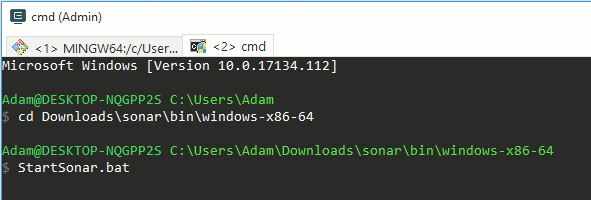 cmd (Admin)
<1> MINGW64:/c/User...
<2> cmd
Microsoft Windows [Version 10.0.17134.112]
Adam@DESKTOP-NQGPP2S C:\Users\Adam
$ cd Downloads\sonar\bin\windows-x86-64
Adam@DESKTOP-NQGPP2S C:\Users\Adam\Downloads\sonar\bin\windows-x86-64
$ StartSonar.bat